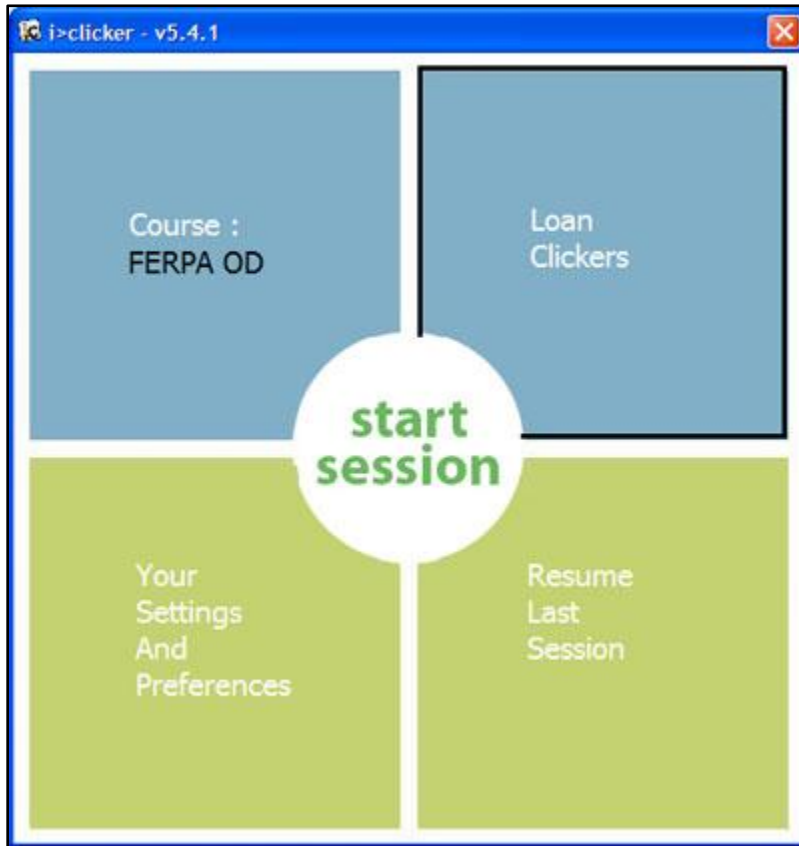 i>clicker - v5.4.1
Course :
FERPA OD
Loan
Clickers
start
session
Your
Settings
And
Preferences
Resume
Last
Session